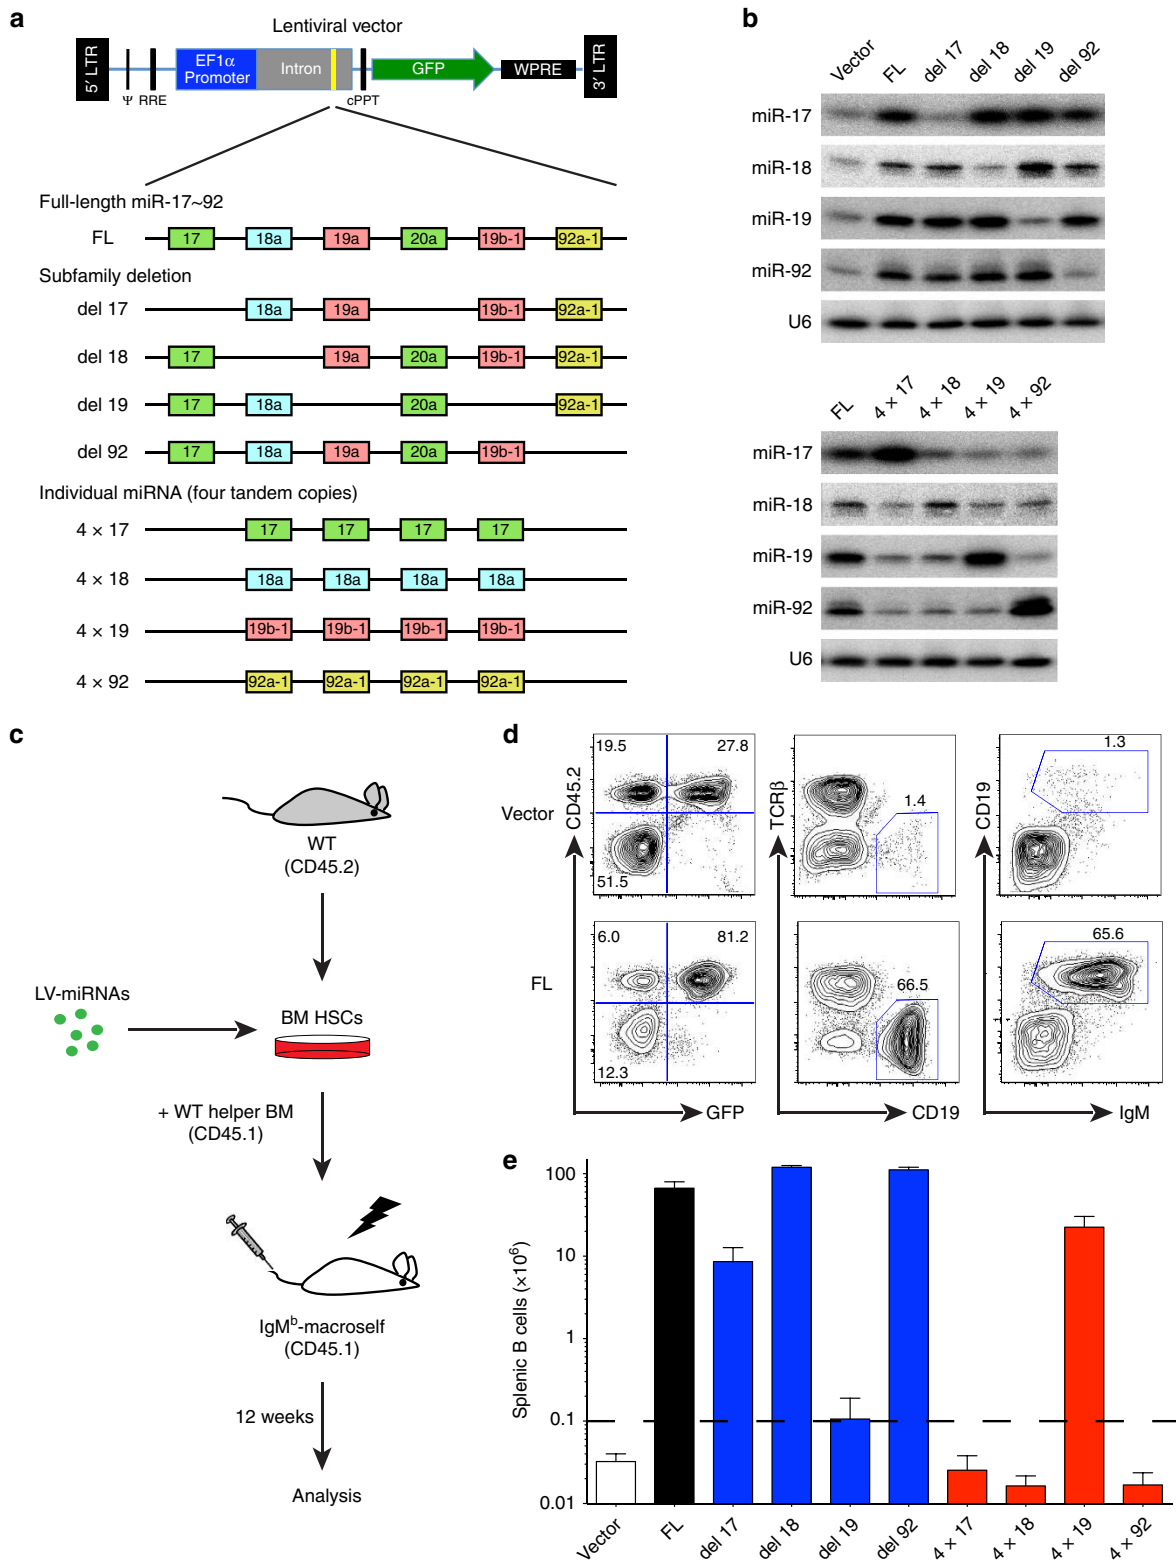 a
Lentiviral vector
5′ LTR
EF1α
Promoter
Intron
GFP
WPRE
3′ LTR
Ψ RRE
cPPT
Full-length miR-17~92
FL 17 18a 19a 20a 19b-1 92a-1
Subfamily deletion
del 17 18a 19a 19b-1 92a-1
del 18 17 19a 20a 19b-1 92a-1
del 19 17 18a 20a 92a-1
del 92 17 18a 19a 20a 19b-1
Individual miRNA (four tandem copies)
4 × 17 17 17 17 17
4 × 18 18a 18a 18a 18a
4 × 19 19b-1 19b-1 19b-1 19b-1
4 × 92 92a-1 92a-1 92a-1 92a-1
b
Vector FL del 17 del 18 del 19 del 92
miR-17
miR-18
miR-19
miR-92
U6
FL 4 × 17 4 × 18 4 × 19 4 × 92
miR-17
miR-18
miR-19
miR-92
U6
c
WT
(CD45.2)
LV-miRNAs
BM HSCs
+ WT helper BM
(CD45.1)
IgMᵇ-macroself
(CD45.1)
12 weeks
Analysis
d
Vector
CD45.2
19.5 27.8
51.5
TCRβ
1.4
CD19
1.3
FL
6.0 81.2
12.3
66.5
65.6
GFP
CD19
IgM
e
Splenic B cells (×10⁶)
100
10
1
0.1
0.01
Vector FL del 17 del 18 del 19 del 92 4 × 17 4 × 18 4 × 19 4 × 92